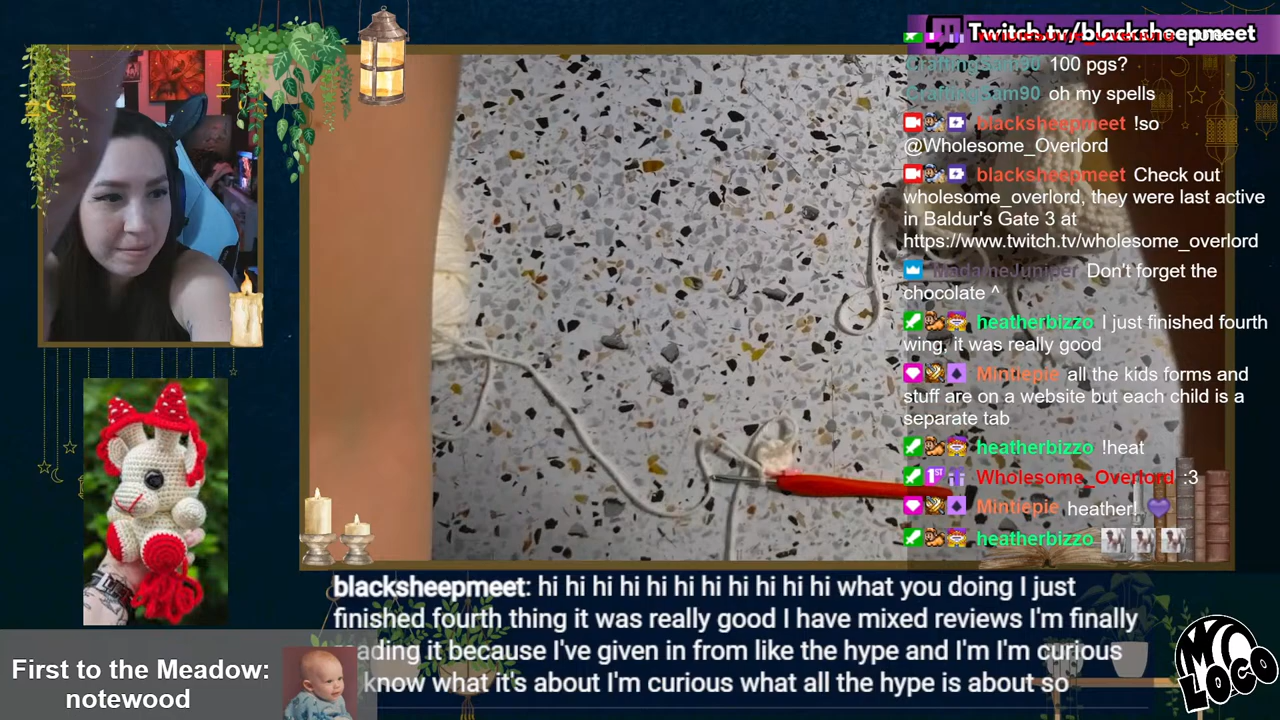 Twitch.tv/blacksheepmeet
CraftingSam90 100 pgs?
CraftingSam90 oh my spells
blacksheepmeet !so
@Wholesome_Overlord
blacksheepmeet Check out
wholesome_overlord, they were last active
in Baldur's Gate 3 at
https://www.twitch.tv/wholesome_overlord
MadameJuniper Don't forget the
chocolate ^
heatherbizzo I just finished fourth
wing, it was really good
Mintiepie all the kids forms and
stuff are on a website but each child is a
separate tab
heatherbizzo !heat
1ST Wholesome_Overlord :3
Mintiepie heather!
heatherbizzo
blacksheepmeet: hi hi hi hi hi hi hi hi hi hi hi what you doing I just
finished fourth thing it was really good I have mixed reviews I'm finally
reading it because I've given in from like the hype and I'm I'm curious
know what it's about I'm curious what all the hype is about so
First to the Meadow:
notewood
MC
LOCO